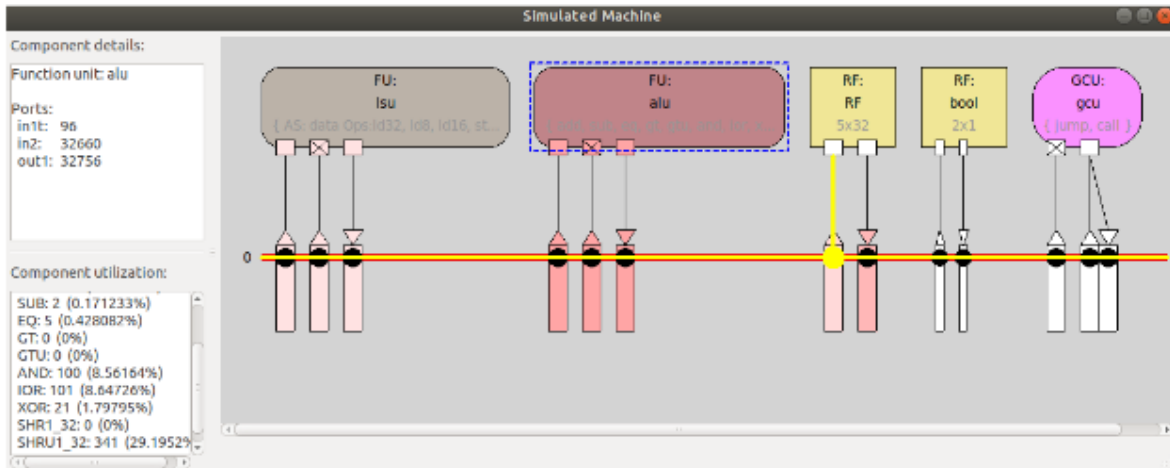 Simulated Machine
Component details:
Function unit: alu
Ports:
in1t: 96
in2: 32660
out1: 32756
Component utilization:
SUB: 2 (0.171233%)
EQ: 5 (0.428082%)
GT: 0 (0%)
GTU: 0 (0%)
AND: 100 (8.56164%)
IOR: 101 (8.64726%)
XOR: 21 (1.79795%)
SHR1_32: 0 (0%)
SHRU1_32: 341 (29.1952%
FU:
lsu
{ AS: data Ops:ld32, ld8, ld16, st...
FU:
alu
RF:
RF
5x32
RF:
bool
2x1
GCU:
gcu
{ jump, call }
0